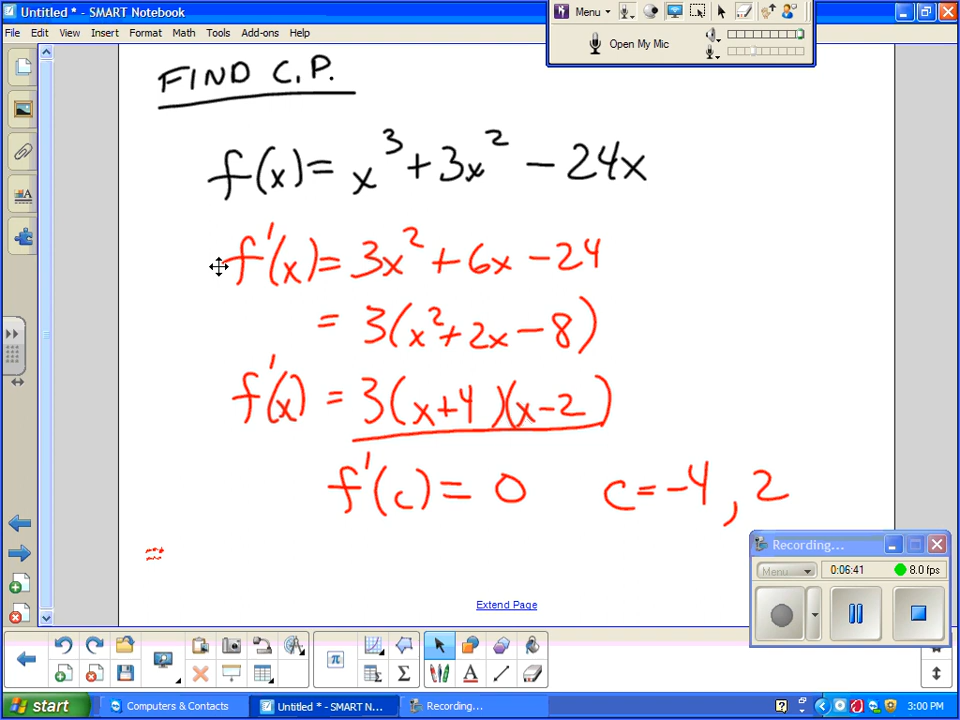 Untitled * - SMART Notebook
Menu
Open My Mic
File Edit View Insert Format Math Tools Add-ons Help
FIND C.P.
f(x)= x³+3x² -24x
f'(x)= 3x²+6x-24
= 3(x²+2x-8)
f'(x) = 3(x+4)(x-2)
f'(c)=0 c=-4, 2
Recording...
Menu 0:06:41 8.0 fps
Extend Page
start Computers & Contacts Untitled * - SMART N... Recording... 3:00 PM